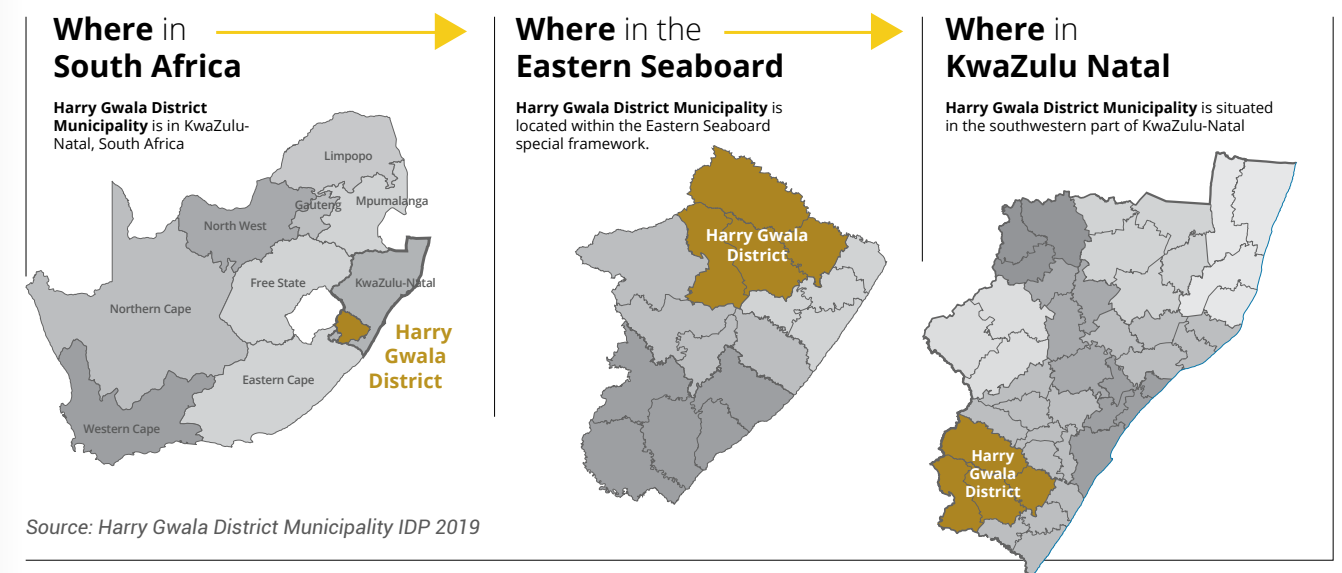 Where in
South Africa
Harry Gwala District
Municipality is in KwaZulu-
Natal, South Africa
Limpopo
Mpumalanga
Gauteng
North West
Free State
KwaZulu-Natal
Northern Cape
Harry
Gwala
District
Eastern Cape
Western Cape
Where in the
Eastern Seaboard
Harry Gwala District Municipality is
located within the Eastern Seaboard
special framework.
Harry Gwala
District
Where in
KwaZulu Natal
Harry Gwala District Municipality is situated
in the southwestern part of KwaZulu-Natal
Harry
Gwala
District
Source: Harry Gwala District Municipality IDP 2019